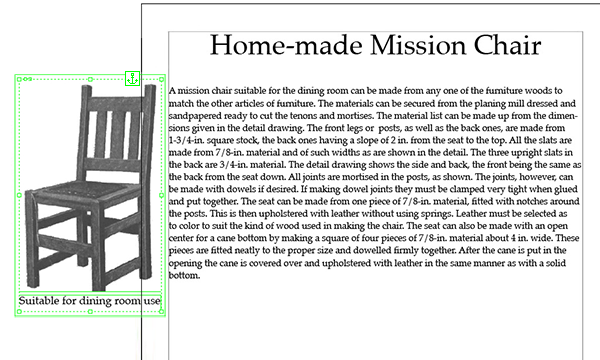 Home-made Mission Chair
A mission chair suitable for the dining room can be made from any one of the furniture woods to
match the other articles of furniture. The materials can be secured from the planing mill dressed and
sandpapered ready to cut the tenons and mortises. The material list can be made up from the dimen-
sions given in the detail drawing. The front legs or posts, as well as the back ones, are made from
1-3/4-in. square stock, the back ones having a slope of 2 in. from the seat to the top. All the slats are
made from 7/8-in. material and of such widths as are shown in the detail. The three upright slats in
the back are 3/4-in. material. The detail drawing shows the side and back, the front being the same as
the back from the seat down. All joints are mortised in the posts, as shown. The joints, however, can
be made with dowels if desired. If making dowel joints they must be clamped very tight when glued
and put together. The seat can be made from one piece of 7/8-in. material, fitted with notches around
the posts. This is then upholstered with leather without using springs. Leather must be selected as
to color to suit the kind of wood used in making the chair. The seat can also be made with an open
center for a cane bottom by making a square of four pieces of 7/8-in. material about 4 in. wide. These
pieces are fitted neatly to the proper size and dowelled firmly together. After the cane is put in the
opening the cane is covered over and upholstered with leather in the same manner as with a solid
bottom.
Suitable for dining room use